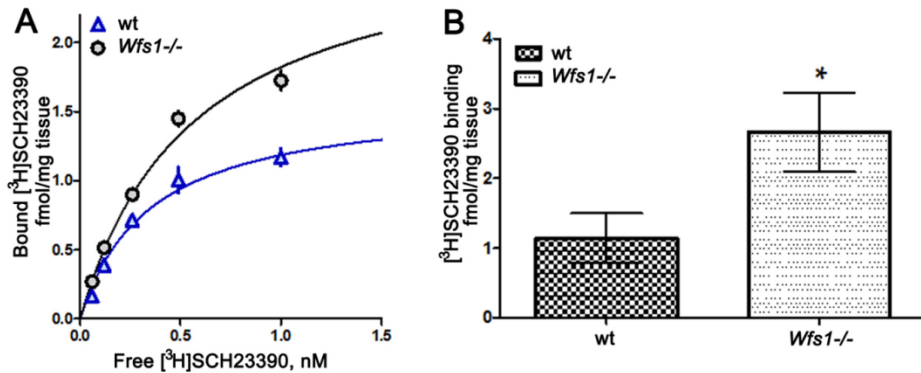 A
wt
Wfs1-/-
Bound [³H]SCH23390
fmol/mg tissue
2.0
1.5
1.0
0.5
0.0
0.0 0.5 1.0 1.5
Free [³H]SCH23390, nM
B
wt
Wfs1-/-
*
[³H]SCH23390 binding
fmol/mg tissue
4
3
2
1
0
wt Wfs1-/-